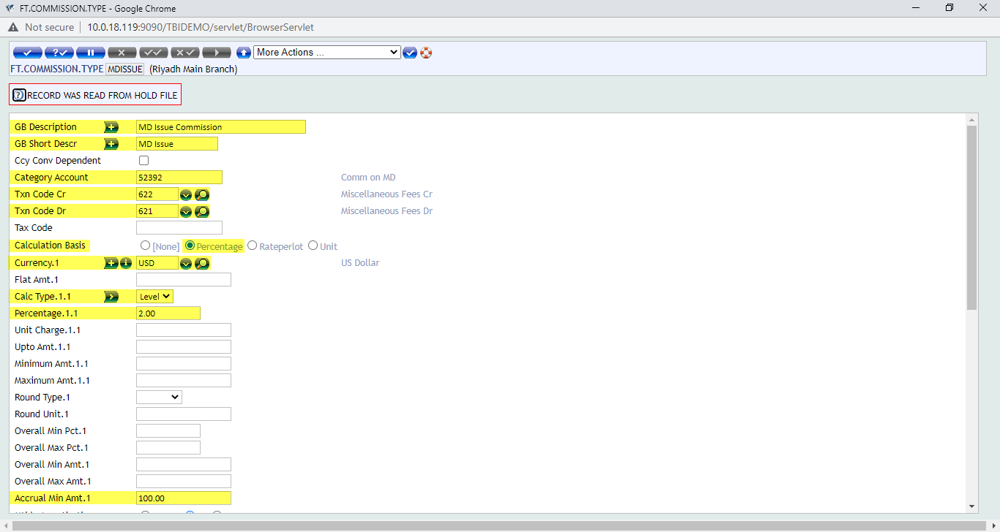 FT.COMMISSION.TYPE - Google Chrome
Not secure 10.0.18.119:9090/TBIDEMO/servlet/BrowserServlet
More Actions ...
FT.COMMISSION.TYPE MDISSUE (Riyadh Main Branch)
RECORD WAS READ FROM HOLD FILE
GB Description MD Issue Commission
GB Short Descr MD Issue
Ccy Conv Dependent
Category Account 52392 Comm on MD
Txn Code Cr 622 Miscellaneous Fees Cr
Txn Code Dr 621 Miscellaneous Fees Dr
Tax Code
Calculation Basis [None] Percentage Rateperlot Unit
Currency.1 USD US Dollar
Flat Amt.1
Calc Type.1.1 Level
Percentage.1.1 2.00
Unit Charge.1.1
Upto Amt.1.1
Minimum Amt.1.1
Maximum Amt.1.1
Round Type.1
Round Unit.1
Overall Min Pct.1
Overall Max Pct.1
Overall Min Amt.1
Overall Max Amt.1
Accrual Min Amt.1 100.00